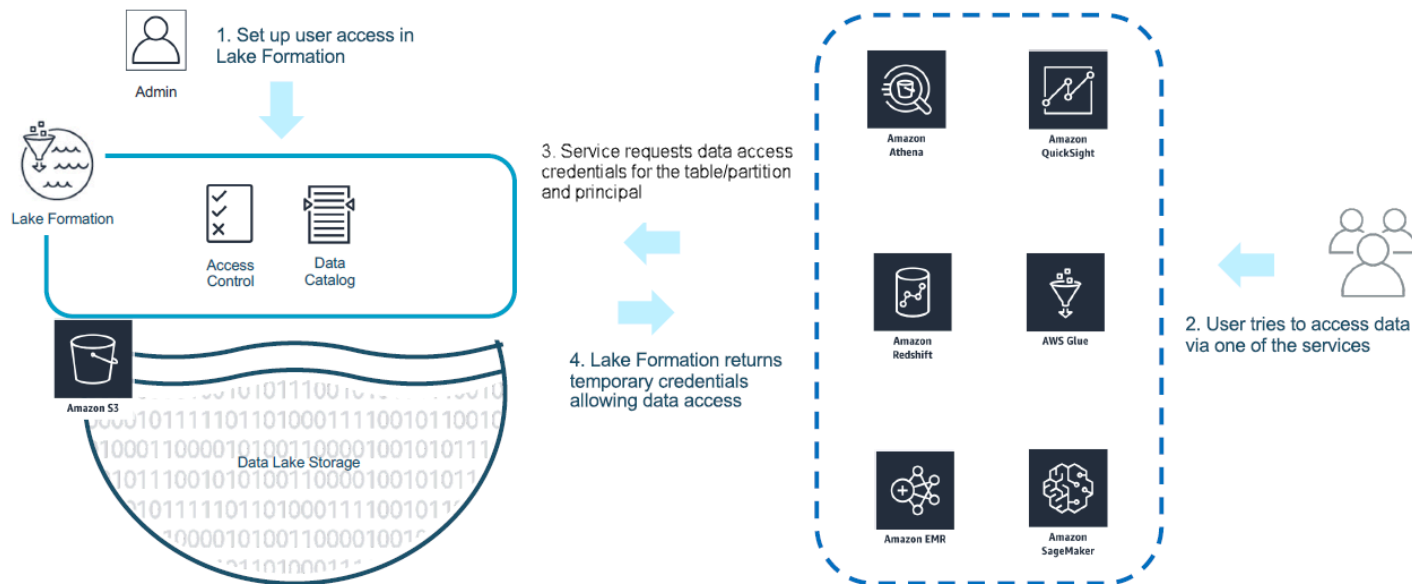 1. Set up user access in
Lake Formation
Admin
Lake Formation
Access
Control
Data
Catalog
Amazon S3
Data Lake Storage
3. Service requests data access
credentials for the table/partition
and principal
4. Lake Formation returns
temporary credentials
allowing data access
Amazon
Athena
Amazon
QuickSight
Amazon
Redshift
AWS Glue
Amazon EMR
Amazon
SageMaker
2. User tries to access data
via one of the services